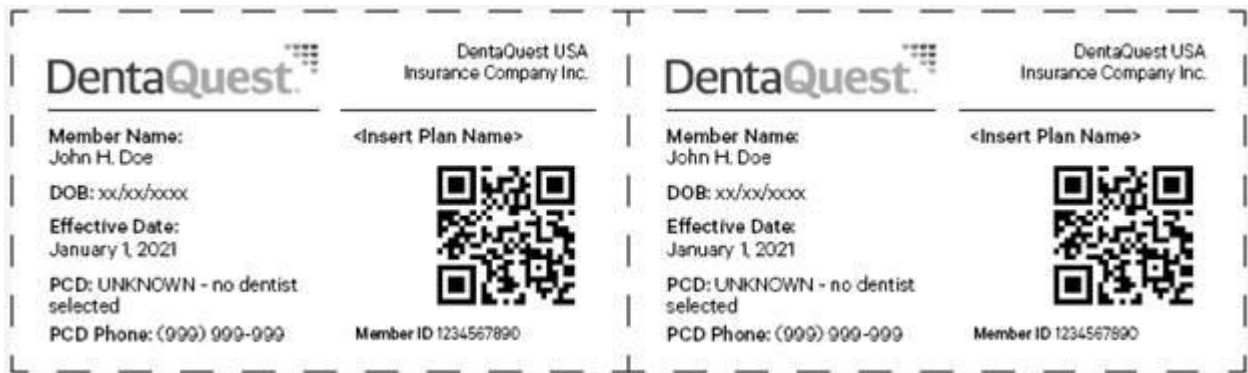 DentaQuest
DentaQuest USA
Insurance Company Inc.
Member Name:
John H. Doe
DOB: xx/xx/xxxx
Effective Date:
January 1, 2021
PCD: UNKNOWN - no dentist
selected
PCD Phone: (999) 999-999
<Insert Plan Name>
Member ID 1234567890
DentaQuest
DentaQuest USA
Insurance Company Inc.
Member Name:
John H. Doe
DOB: xx/xx/xxxx
Effective Date:
January 1, 2021
PCD: UNKNOWN - no dentist
selected
PCD Phone: (999) 999-999
<Insert Plan Name>
Member ID 1234567890